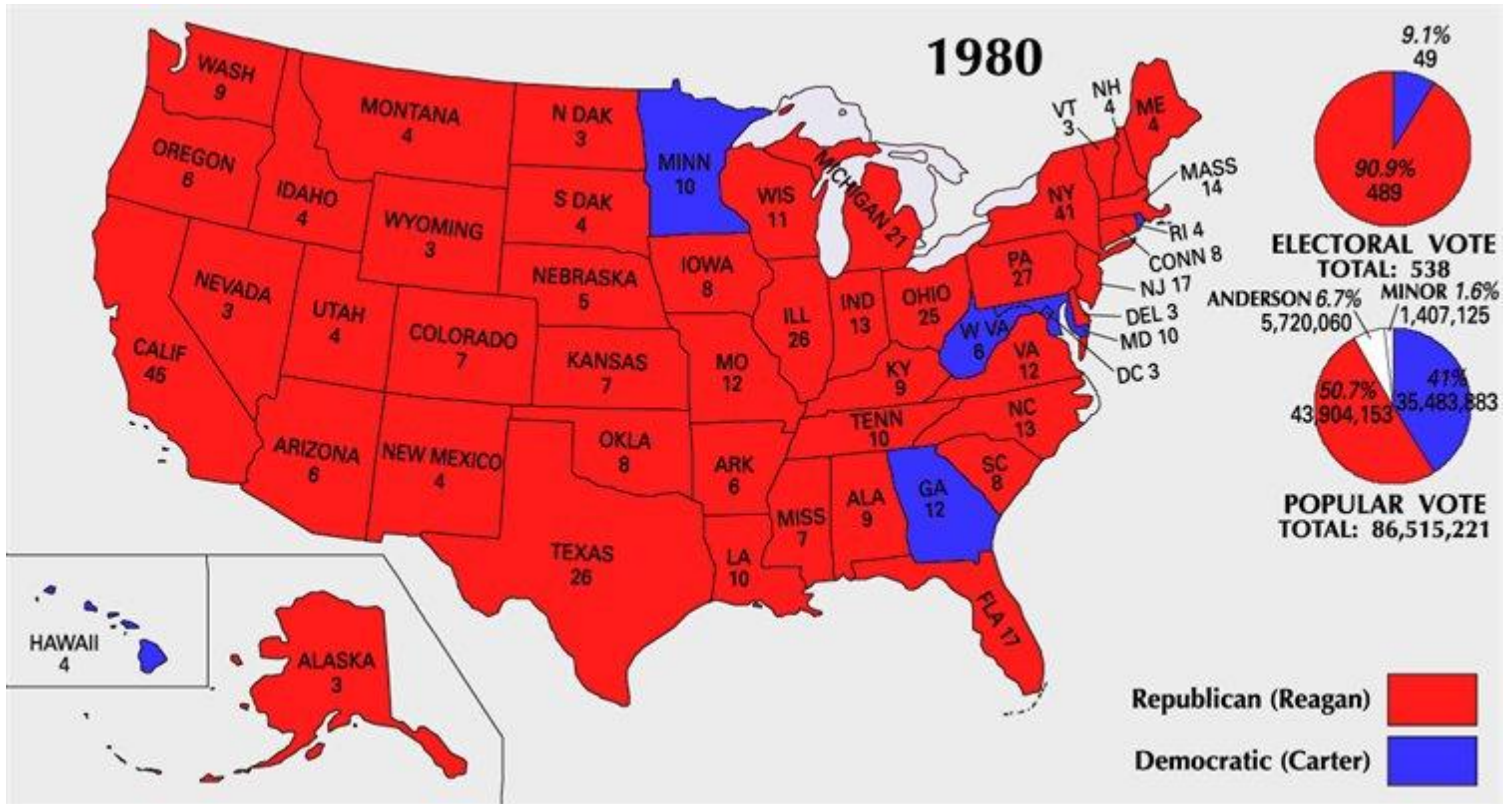 1980
WASH
9
OREGON
6
CALIF
45
NEVADA
3
IDAHO
4
MONTANA
4
WYOMING
3
UTAH
4
COLORADO
7
ARIZONA
6
NEW MEXICO
4
N DAK
3
S DAK
4
NEBRASKA
5
KANSAS
7
OKLA
8
TEXAS
26
MINN
10
IOWA
8
MO
12
ARK
6
LA
10
WIS
11
ILL
26
MICHIGAN 21
IND
13
OHIO
25
KY
9
TENN
10
MISS
7
ALA
9
GA
12
FLA 17
SC
8
NC
13
VA
12
W VA
6
PA
27
NY
41
VT
3
NH
4
ME
4
MASS
14
RI 4
CONN 8
NJ 17
DEL 3
MD 10
DC 3
HAWAII
4
ALASKA
3
9.1%
49
90.9%
489
ELECTORAL VOTE
TOTAL: 538
ANDERSON 6.7%
5,720,060
MINOR 1.6%
1,407,125
50.7%
43,904,153
41%
35,483,883
POPULAR VOTE
TOTAL: 86,515,221
Republican (Reagan)
Democratic (Carter)